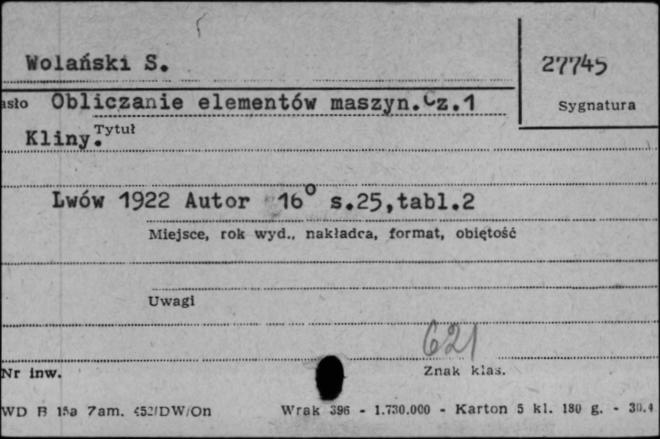 Wolański S.
27745
Sygnatura
asło Obliczanie elementów maszyn.Cz.1
Tytuł
Kliny.
Lwów 1922 Autor 16° s.25,tabl.2
Miejsce, rok wyd., nakładca, format, obiętość
Uwagi
621
Nr inw.
Znak klas.
WD B 15a Zam. 452/DW/On Wrak 396 - 1.730.000 - Karton 5 kl. 180 g. - 30.4